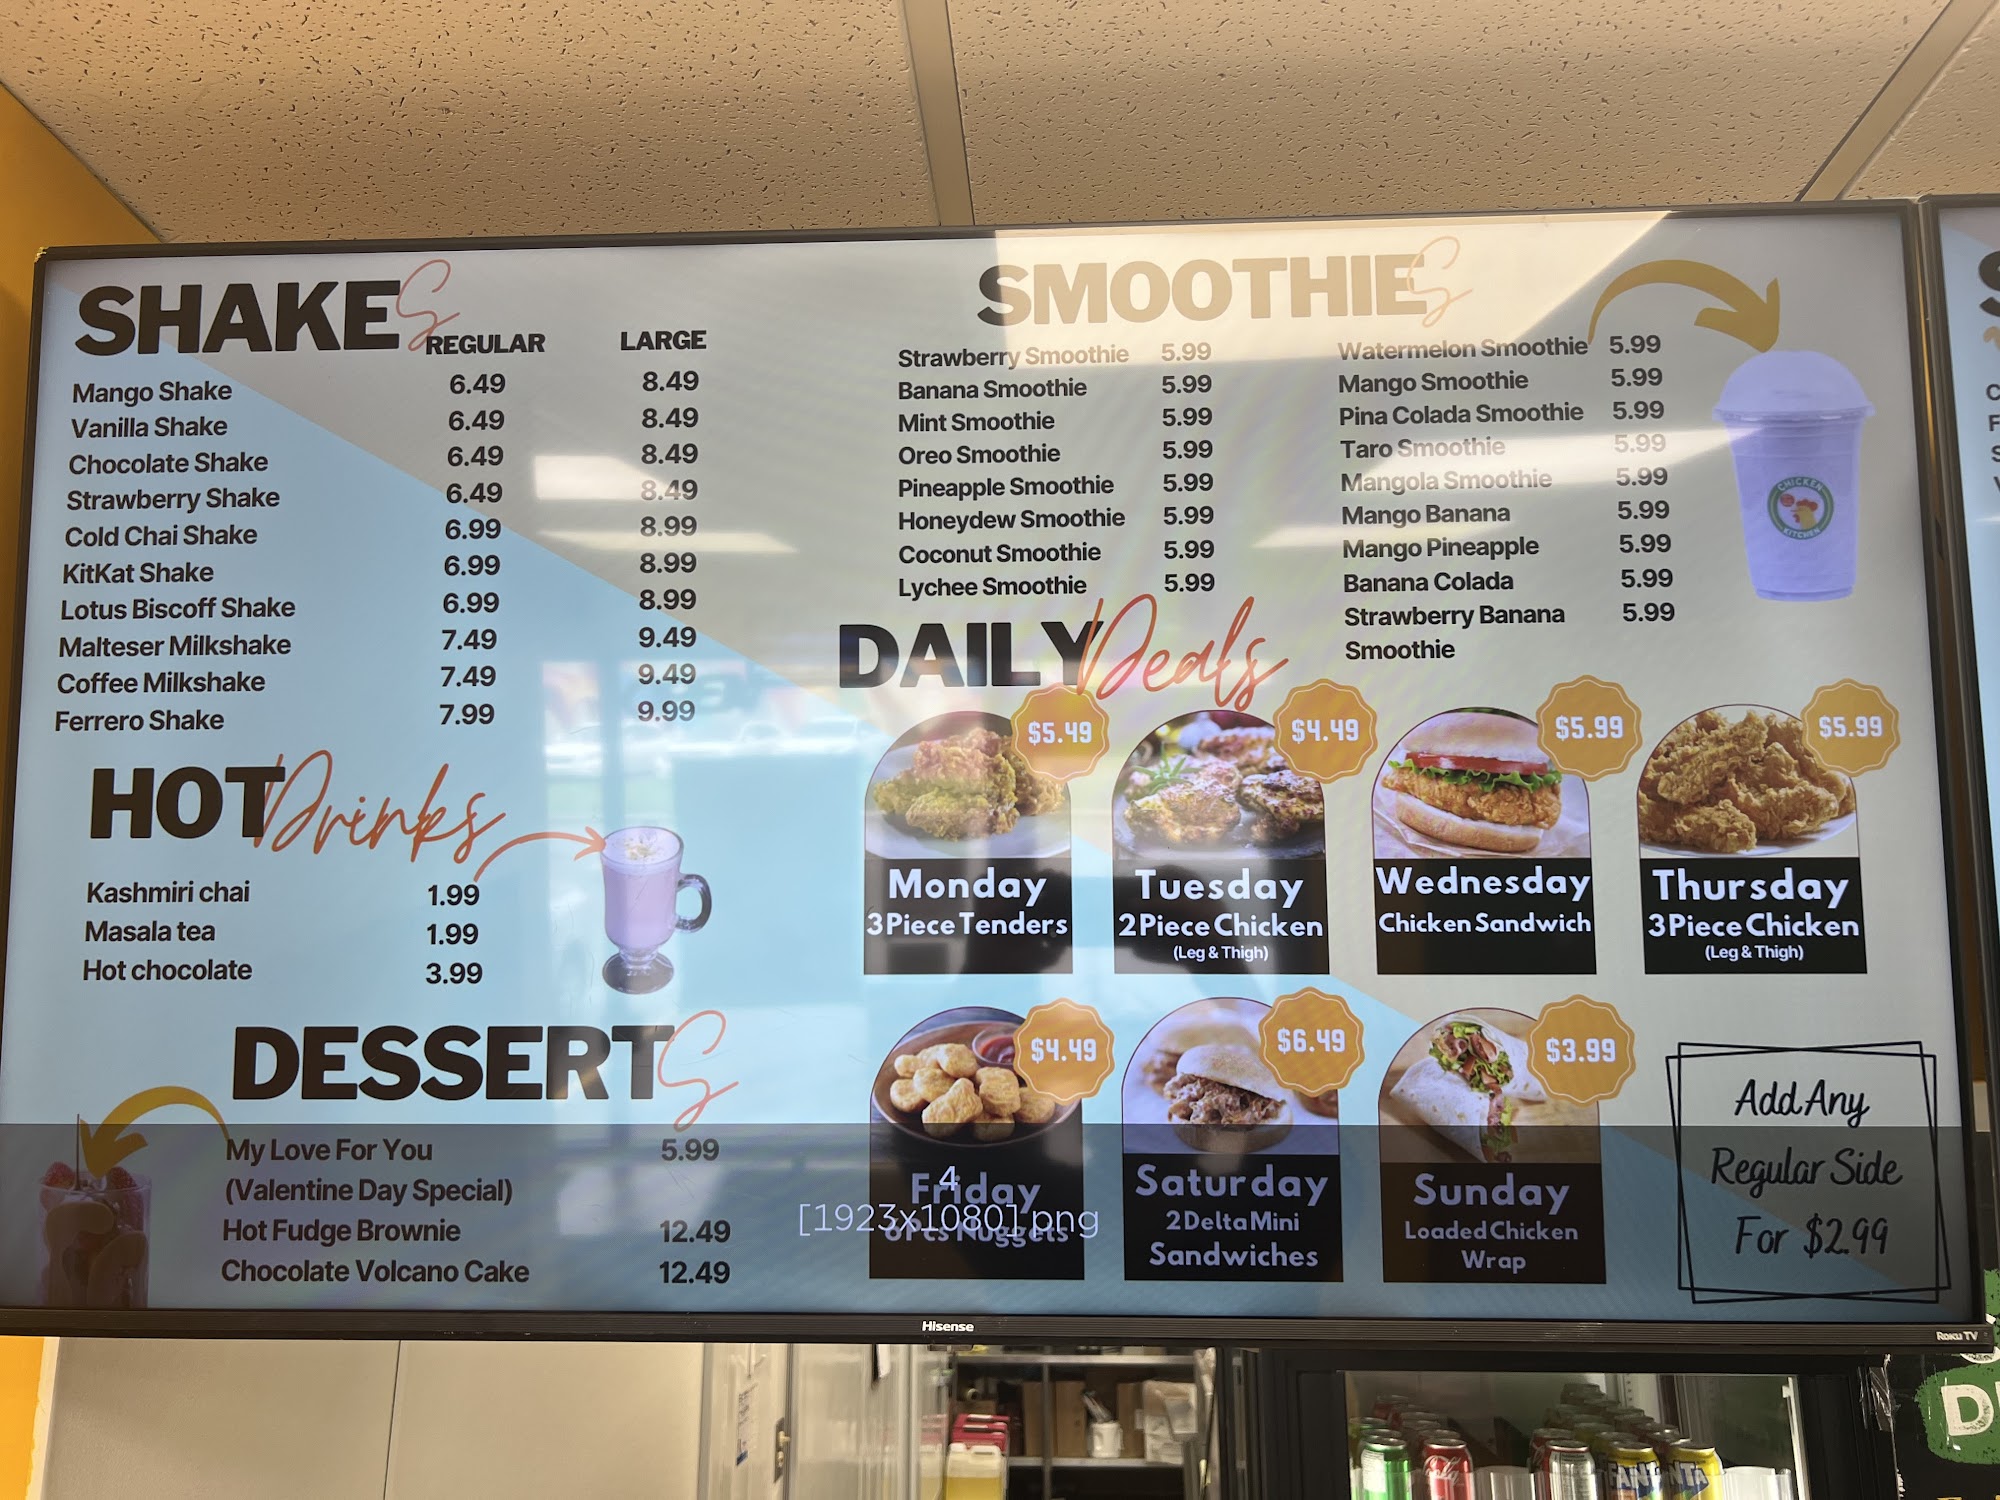 SHAKES
REGULAR LARGE
Mango Shake 6.49 8.49
Vanilla Shake 6.49 8.49
Chocolate Shake 6.49 8.49
Strawberry Shake 6.49 8.49
Cold Chai Shake 6.99 8.99
KitKat Shake 6.99 8.99
Lotus Biscoff Shake 6.99 8.99
Malteser Milkshake 7.49 9.49
Coffee Milkshake 7.49 9.49
Ferrero Shake 7.99 9.99
HOT Drinks
Kashmiri chai 1.99
Masala tea 1.99
Hot chocolate 3.99
DESSERTS
My Love For You 5.99
(Valentine Day Special)
Hot Fudge Brownie 12.49
Chocolate Volcano Cake 12.49
SMOOTHIES
Strawberry Smoothie 5.99
Banana Smoothie 5.99
Mint Smoothie 5.99
Oreo Smoothie 5.99
Pineapple Smoothie 5.99
Honeydew Smoothie 5.99
Coconut Smoothie 5.99
Lychee Smoothie 5.99
Watermelon Smoothie 5.99
Mango Smoothie 5.99
Pina Colada Smoothie 5.99
Taro Smoothie 5.99
Mangola Smoothie 5.99
Mango Banana 5.99
Mango Pineapple 5.99
Banana Colada 5.99
Strawberry Banana 5.99
Smoothie
CHICKEN
KITCHEN
DAILY Deals
$5.49
Monday
3 Piece Tenders
$4.49
Tuesday
2 Piece Chicken
(Leg & Thigh)
$5.99
Wednesday
Chicken Sandwich
$5.99
Thursday
3 Piece Chicken
(Leg & Thigh)
$4.49
Friday
6 Pcs Nuggets
4
[1923x1080].png
$6.49
Saturday
2 Delta Mini
Sandwiches
$3.99
Sunday
Loaded Chicken
Wrap
Add Any
Regular Side
For $2.99
Hisense
Roku TV